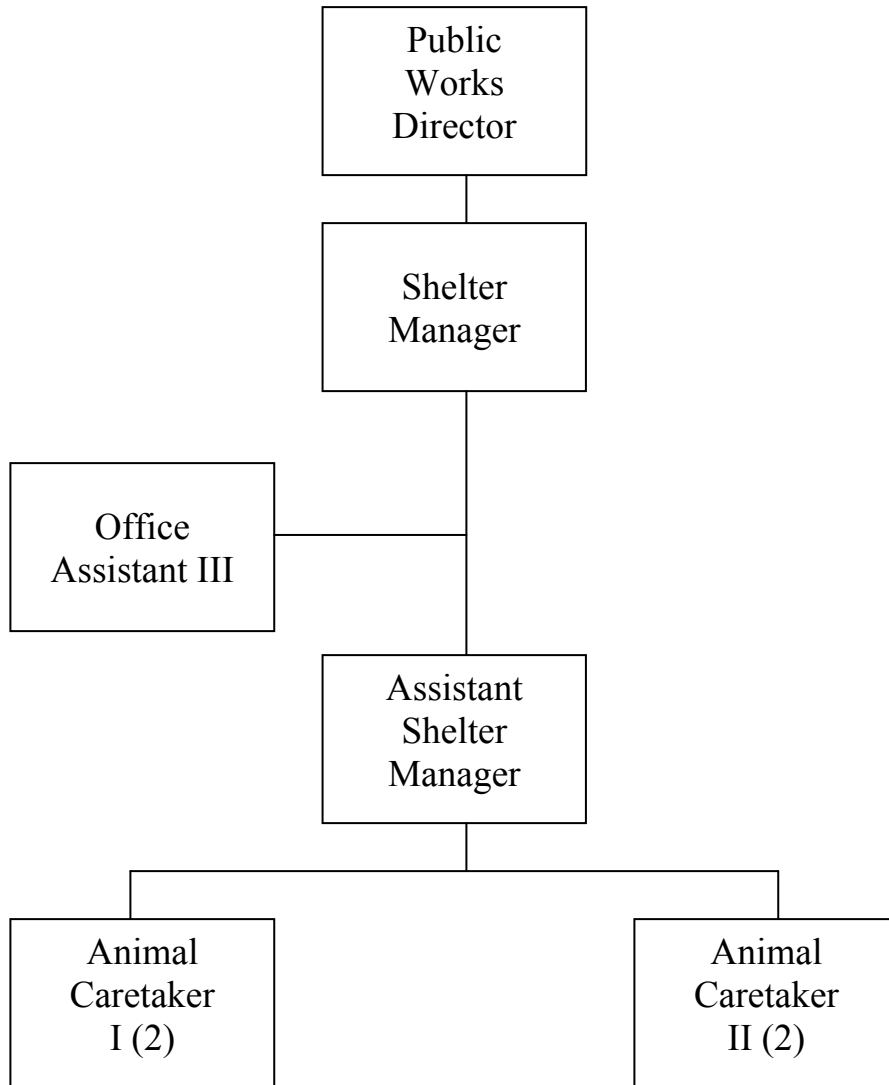 Public
Works
Director
Shelter
Manager
Office
Assistant III
Assistant
Shelter
Manager
Animal
Caretaker
I (2)
Animal
Caretaker
II (2)